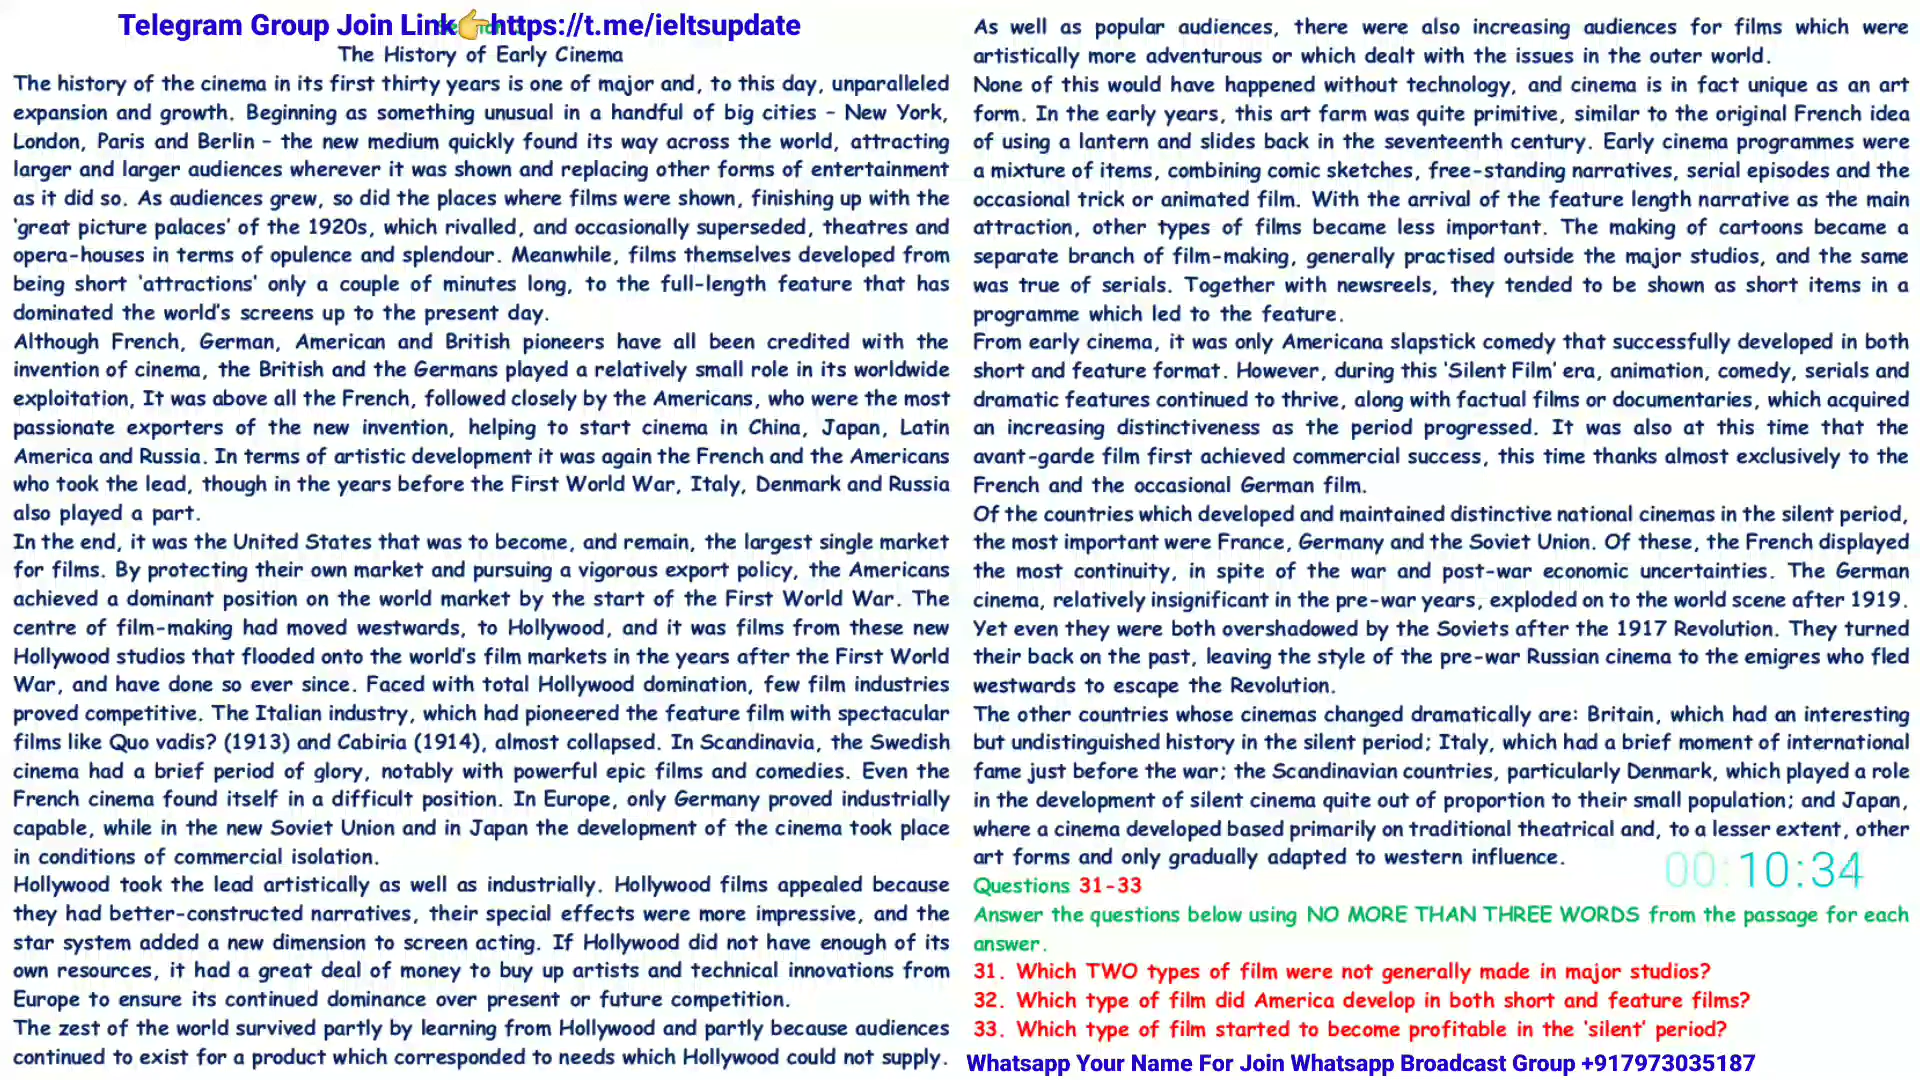 Telegram Group Join Link👉https://t.me/ieltsupdate
The History of Early Cinema
The history of the cinema in its first thirty years is one of major and, to this day, unparalleled
expansion and growth. Beginning as something unusual in a handful of big cities - New York,
London, Paris and Berlin - the new medium quickly found its way across the world, attracting
larger and larger audiences wherever it was shown and replacing other forms of entertainment
as it did so. As audiences grew, so did the places where films were shown, finishing up with the
'great picture palaces' of the 1920s, which rivalled, and occasionally superseded, theatres and
opera-houses in terms of opulence and splendour. Meanwhile, films themselves developed from
being short 'attractions' only a couple of minutes long, to the full-length feature that has
dominated the world's screens up to the present day.
Although French, German, American and British pioneers have all been credited with the
invention of cinema, the British and the Germans played a relatively small role in its worldwide
exploitation, It was above all the French, followed closely by the Americans, who were the most
passionate exporters of the new invention, helping to start cinema in China, Japan, Latin
America and Russia. In terms of artistic development it was again the French and the Americans
who took the lead, though in the years before the First World War, Italy, Denmark and Russia
also played a part.
In the end, it was the United States that was to become, and remain, the largest single market
for films. By protecting their own market and pursuing a vigorous export policy, the Americans
achieved a dominant position on the world market by the start of the First World War. The
centre of film-making had moved westwards, to Hollywood, and it was films from these new
Hollywood studios that flooded onto the world's film markets in the years after the First World
War, and have done so ever since. Faced with total Hollywood domination, few film industries
proved competitive. The Italian industry, which had pioneered the feature film with spectacular
films like Quo vadis? (1913) and Cabiria (1914), almost collapsed. In Scandinavia, the Swedish
cinema had a brief period of glory, notably with powerful epic films and comedies. Even the
French cinema found itself in a difficult position. In Europe, only Germany proved industrially
capable, while in the new Soviet Union and in Japan the development of the cinema took place
in conditions of commercial isolation.
Hollywood took the lead artistically as well as industrially. Hollywood films appealed because
they had better-constructed narratives, their special effects were more impressive, and the
star system added a new dimension to screen acting. If Hollywood did not have enough of its
own resources, it had a great deal of money to buy up artists and technical innovations from
Europe to ensure its continued dominance over present or future competition.
The zest of the world survived partly by learning from Hollywood and partly because audiences
continued to exist for a product which corresponded to needs which Hollywood could not supply.
As well as popular audiences, there were also increasing audiences for films which were
artistically more adventurous or which dealt with the issues in the outer world.
None of this would have happened without technology, and cinema is in fact unique as an art
form. In the early years, this art farm was quite primitive, similar to the original French idea
of using a lantern and slides back in the seventeenth century. Early cinema programmes were
a mixture of items, combining comic sketches, free-standing narratives, serial episodes and the
occasional trick or animated film. With the arrival of the feature length narrative as the main
attraction, other types of films became less important. The making of cartoons became a
separate branch of film-making, generally practised outside the major studios, and the same
was true of serials. Together with newsreels, they tended to be shown as short items in a
programme which led to the feature.
From early cinema, it was only Americana slapstick comedy that successfully developed in both
short and feature format. However, during this 'Silent Film' era, animation, comedy, serials and
dramatic features continued to thrive, along with factual films or documentaries, which acquired
an increasing distinctiveness as the period progressed. It was also at this time that the
avant-garde film first achieved commercial success, this time thanks almost exclusively to the
French and the occasional German film.
Of the countries which developed and maintained distinctive national cinemas in the silent period,
the most important were France, Germany and the Soviet Union. Of these, the French displayed
the most continuity, in spite of the war and post-war economic uncertainties. The German
cinema, relatively insignificant in the pre-war years, exploded on to the world scene after 1919.
Yet even they were both overshadowed by the Soviets after the 1917 Revolution. They turned
their back on the past, leaving the style of the pre-war Russian cinema to the emigres who fled
westwards to escape the Revolution.
The other countries whose cinemas changed dramatically are: Britain, which had an interesting
but undistinguished history in the silent period; Italy, which had a brief moment of international
fame just before the war; the Scandinavian countries, particularly Denmark, which played a role
in the development of silent cinema quite out of proportion to their small population; and Japan,
where a cinema developed based primarily on traditional theatrical and, to a lesser extent, other
art forms and only gradually adapted to western influence.
00:10:34
Questions 31-33
Answer the questions below using NO MORE THAN THREE WORDS from the passage for each
answer.
31. Which TWO types of film were not generally made in major studios?
32. Which type of film did America develop in both short and feature films?
33. Which type of film started to become profitable in the 'silent' period?
Whatsapp Your Name For Join Whatsapp Broadcast Group +917973035187